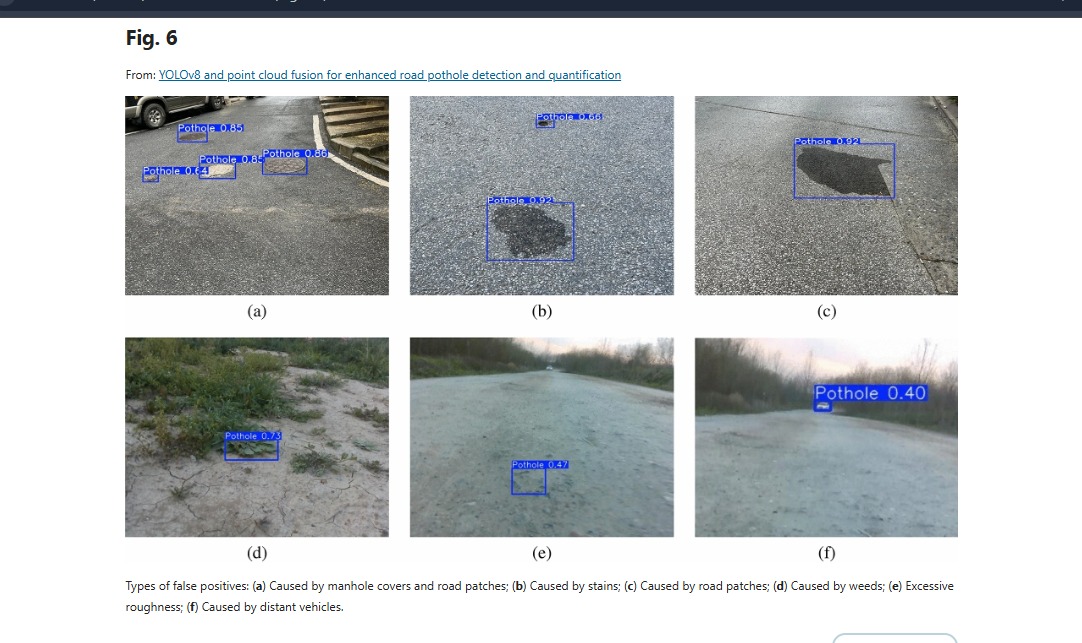 Fig. 6
From: YOLOv8 and point cloud fusion for enhanced road pothole detection and quantification
Pothole 0.85
Pothole 0.85
Pothole 0.86
Pothole 0.64
Pothole 0.66
Pothole 0.92
Pothole 0.92
(a)
(b)
(c)
Pothole 0.73
Pothole 0.47
Pothole 0.40
(d)
(e)
(f)
Types of false positives: (a) Caused by manhole covers and road patches; (b) Caused by stains; (c) Caused by road patches; (d) Caused by weeds; (e) Excessive
roughness; (f) Caused by distant vehicles.